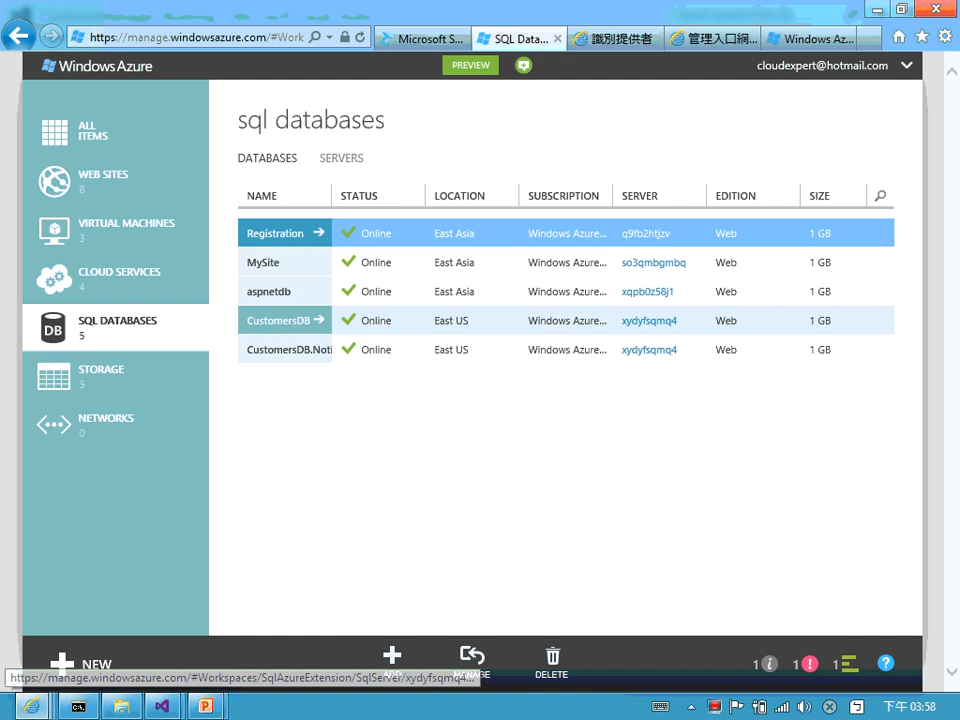 https://manage.windowsazure.com/#Work
Microsoft S...
SQL Data...
識別提供者
管理入口網...
Windows Az...
Windows Azure
PREVIEW
cloudexpert@hotmail.com
ALL ITEMS
WEB SITES
8
VIRTUAL MACHINES
3
CLOUD SERVICES
4
DB
SQL DATABASES
5
STORAGE
5
NETWORKS
0
sql databases
DATABASES SERVERS
NAME STATUS LOCATION SUBSCRIPTION SERVER EDITION SIZE
Registration Online East Asia Windows Azure... q9fb2htjzv Web 1 GB
MySite Online East Asia Windows Azure... so3qmbgmbq Web 1 GB
aspnetdb Online East Asia Windows Azure... xqpb0z58j1 Web 1 GB
CustomersDB Online East US Windows Azure... xydyfsqmq4 Web 1 GB
CustomersDB.Noti Online East US Windows Azure... xydyfsqmq4 Web 1 GB
NEW
ADD
MANAGE
DELETE
1 1 1
https://manage.windowsazure.com/#Workspaces/SqlAzureExtension/SqlServer/xydyfsqmq4...
下午 03:58